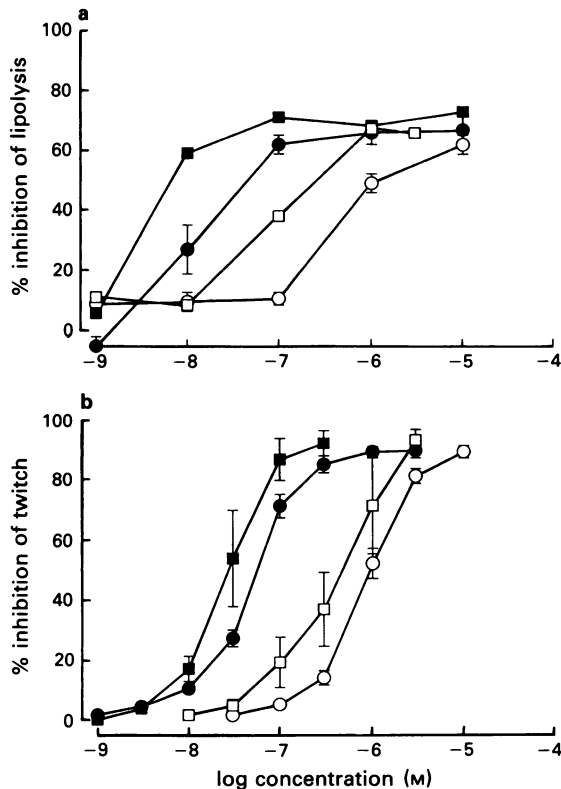 a
% inhibition of lipolysis
100
80
60
40
20
0
−9 −8 −7 −6 −5 −4
b
% inhibition of twitch
100
80
60
40
20
0
−9 −8 −7 −6 −5 −4
log concentration (M)